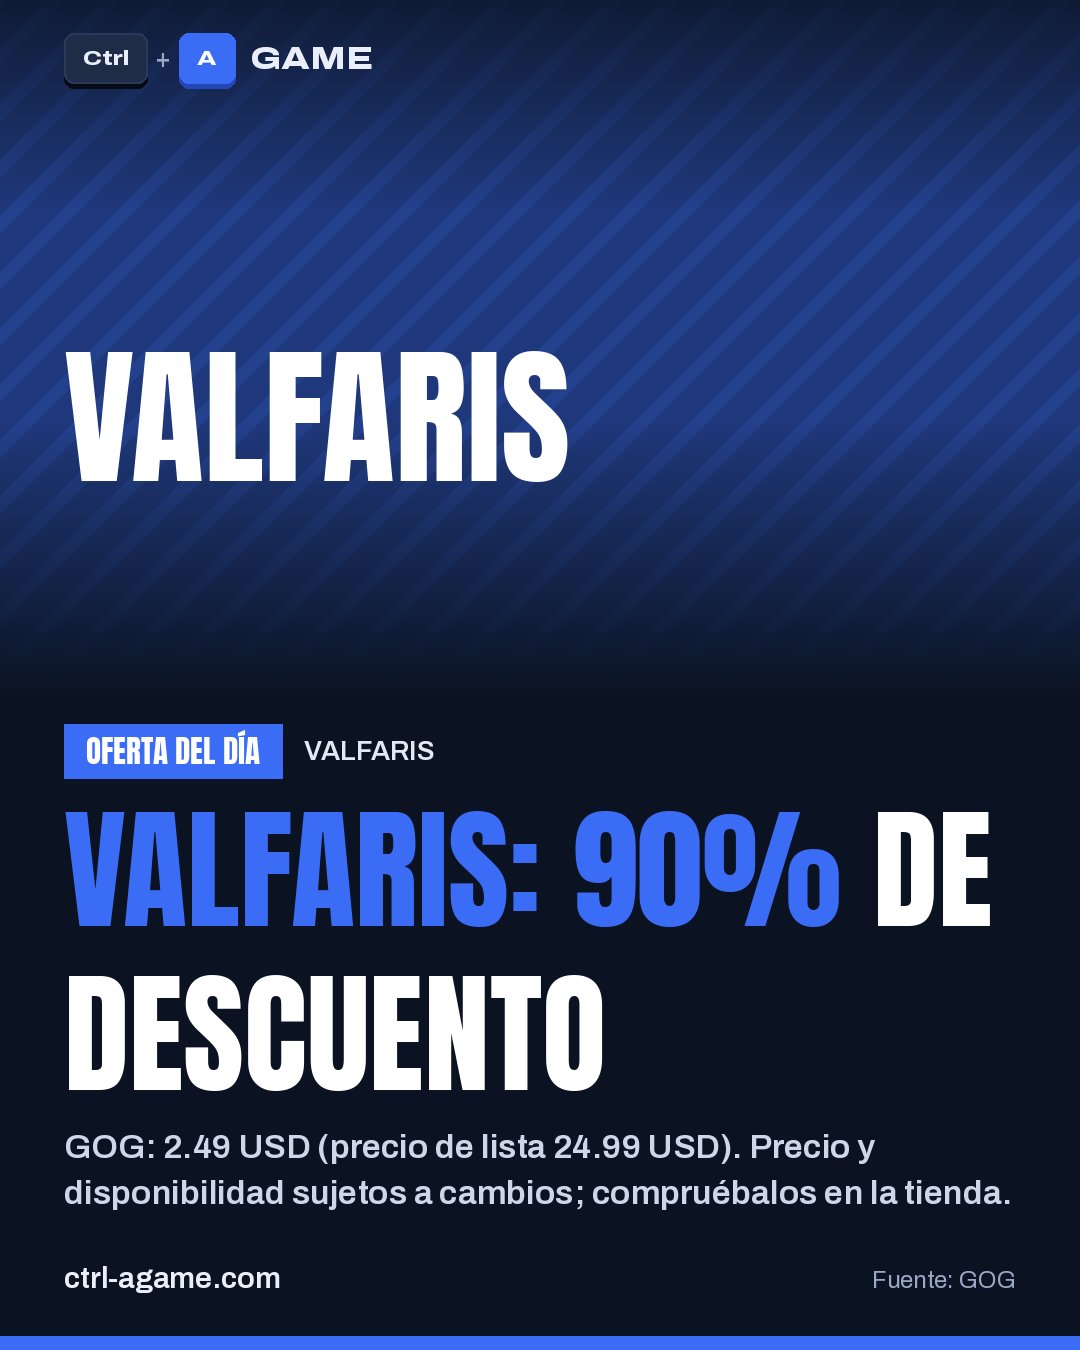 Ctrl + A GAME
VALFARIS
OFERTA DEL DÍA VALFARIS
VALFARIS: 90% DE
DESCUENTO
GOG: 2.49 USD (precio de lista 24.99 USD). Precio y
disponibilidad sujetos a cambios; compruébalos en la tienda.
ctrl-agame.com Fuente: GOG